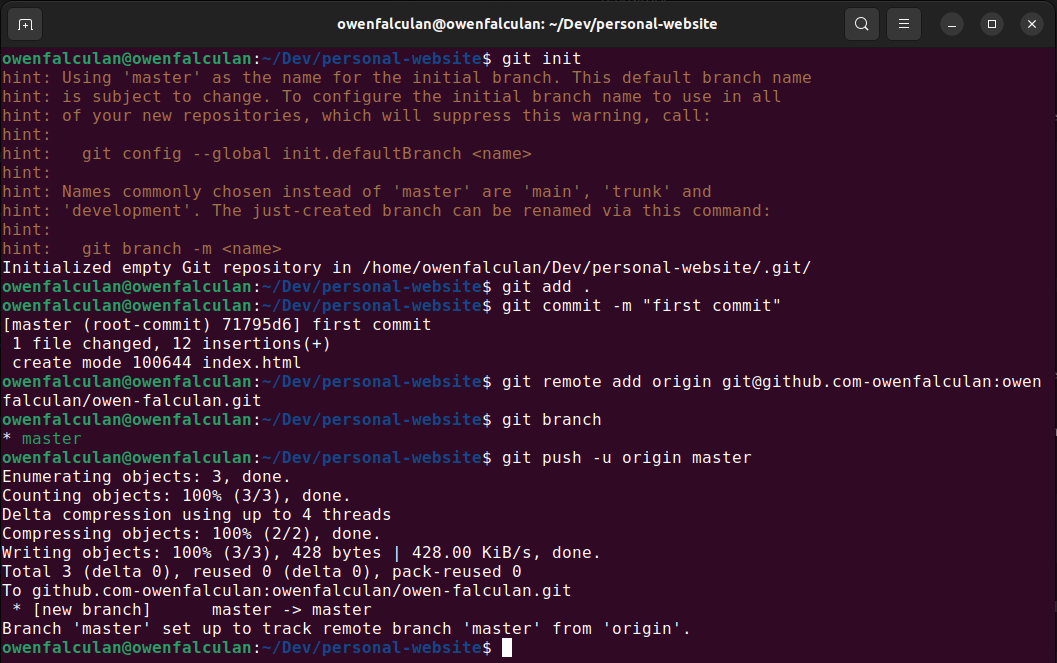 owenfalculan@owenfalculan: ~/Dev/personal-website
owenfalculan@owenfalculan:~/Dev/personal-website$ git init
hint: Using 'master' as the name for the initial branch. This default branch name
hint: is subject to change. To configure the initial branch name to use in all
hint: of your new repositories, which will suppress this warning, call:
hint:
hint:   git config --global init.defaultBranch <name>
hint:
hint: Names commonly chosen instead of 'master' are 'main', 'trunk' and
hint: 'development'. The just-created branch can be renamed via this command:
hint:
hint:   git branch -m <name>
Initialized empty Git repository in /home/owenfalculan/Dev/personal-website/.git/
owenfalculan@owenfalculan:~/Dev/personal-website$ git add .
owenfalculan@owenfalculan:~/Dev/personal-website$ git commit -m "first commit"
[master (root-commit) 71795d6] first commit
 1 file changed, 12 insertions(+)
 create mode 100644 index.html
owenfalculan@owenfalculan:~/Dev/personal-website$ git remote add origin git@github.com-owenfalculan:owen
falculan/owen-falculan.git
owenfalculan@owenfalculan:~/Dev/personal-website$ git branch
* master
owenfalculan@owenfalculan:~/Dev/personal-website$ git push -u origin master
Enumerating objects: 3, done.
Counting objects: 100% (3/3), done.
Delta compression using up to 4 threads
Compressing objects: 100% (2/2), done.
Writing objects: 100% (3/3), 428 bytes | 428.00 KiB/s, done.
Total 3 (delta 0), reused 0 (delta 0), pack-reused 0
To github.com-owenfalculan:owenfalculan/owen-falculan.git
 * [new branch]      master -> master
Branch 'master' set up to track remote branch 'master' from 'origin'.
owenfalculan@owenfalculan:~/Dev/personal-website$